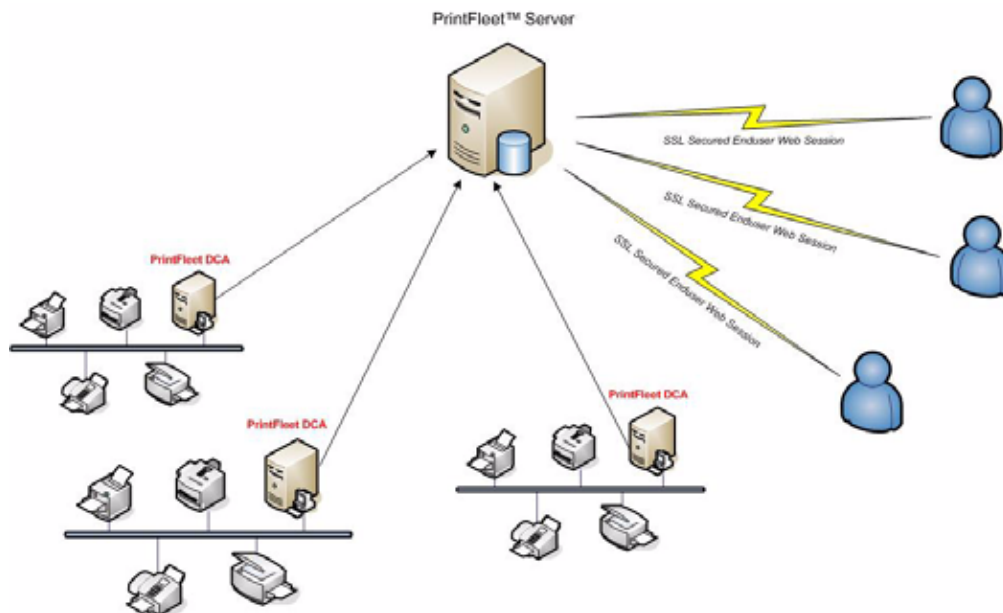 PrintFleet™ Server
SSL Secured Enduser Web Session
SSL Secured Enduser Web Session
SSL Secured Enduser Web Session
PrintFleet DCA
PrintFleet DCA
PrintFleet DCA